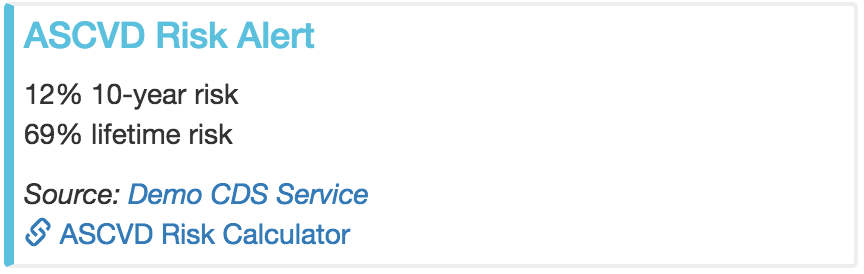 ASCVD Risk Alert
12% 10-year risk
69% lifetime risk
Source: Demo CDS Service
ASCVD Risk Calculator